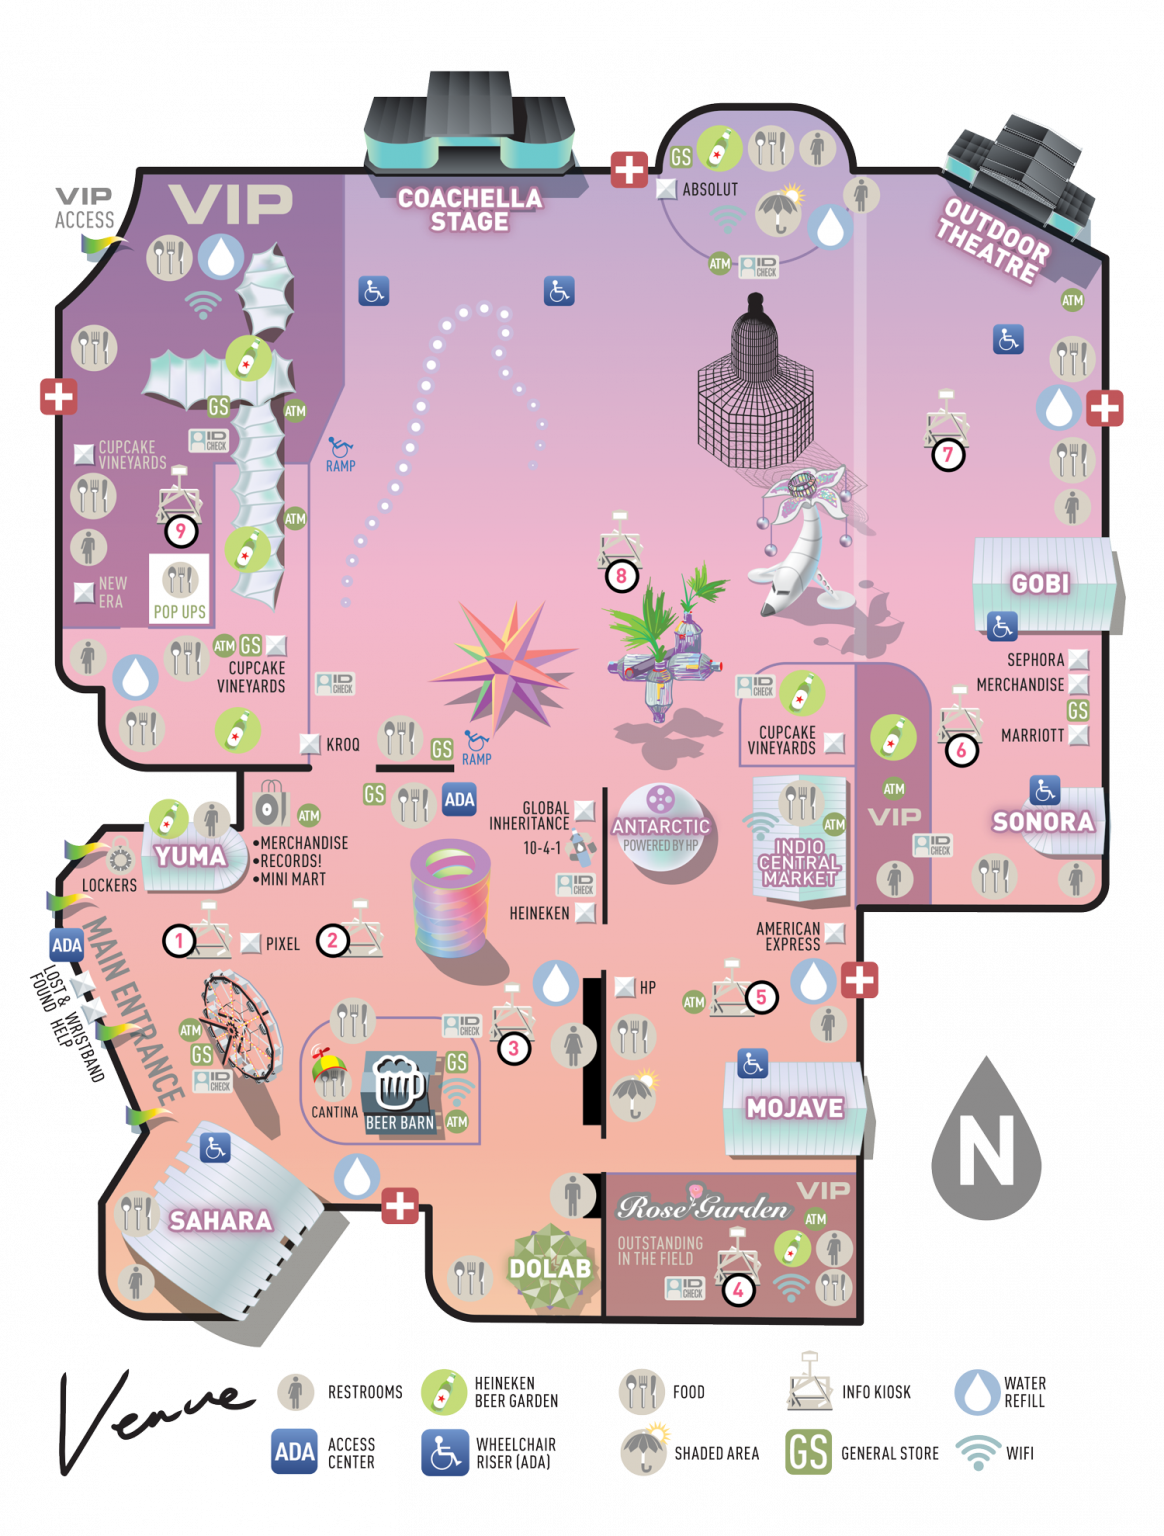 COACHELLA
STAGE
VIP
ACCESS
VIP
GS
ABSOLUT
ATM
ID
CHECK
OUTDOOR
THEATRE
ATM
GS
ATM
ID
CHECK
RAMP
CUPCAKE
VINEYARDS
9
ATM
7
NEW
ERA
POP UPS
8
GOBI
ATM
GS
CUPCAKE
VINEYARDS
ID
CHECK
KROQ
GS
RAMP
ID
CHECK
CUPCAKE
VINEYARDS
SEPHORA
MERCHANDISE
GS
MARRIOTT
6
ATM
VIP
ID
CHECK
SONORA
YUMA
LOCKERS
ATM
•MERCHANDISE
•RECORDS!
•MINI MART
GS
ADA
GLOBAL
INHERITANCE
10-4-1
ID
CHECK
HEINEKEN
ANTARCTIC
POWERED BY HP
ATM
INDIO
CENTRAL
MARKET
AMERICAN
EXPRESS
MAIN ENTRANCE
ADA
LOST &
FOUND
WRISTBAND
HELP
1
PIXEL
2
3
HP
ATM
5
ATM
GS
ID
CHECK
ID
CHECK
GS
ATM
CANTINA
BEER BARN
MOJAVE
SAHARA
DOLAB
Rose Garden
VIP
ATM
OUTSTANDING
IN THE FIELD
ID
CHECK
4
N
Venue
RESTROOMS
HEINEKEN
BEER GARDEN
FOOD
INFO KIOSK
WATER
REFILL
ADA
ACCESS
CENTER
WHEELCHAIR
RISER (ADA)
SHADED AREA
GS
GENERAL STORE
WIFI